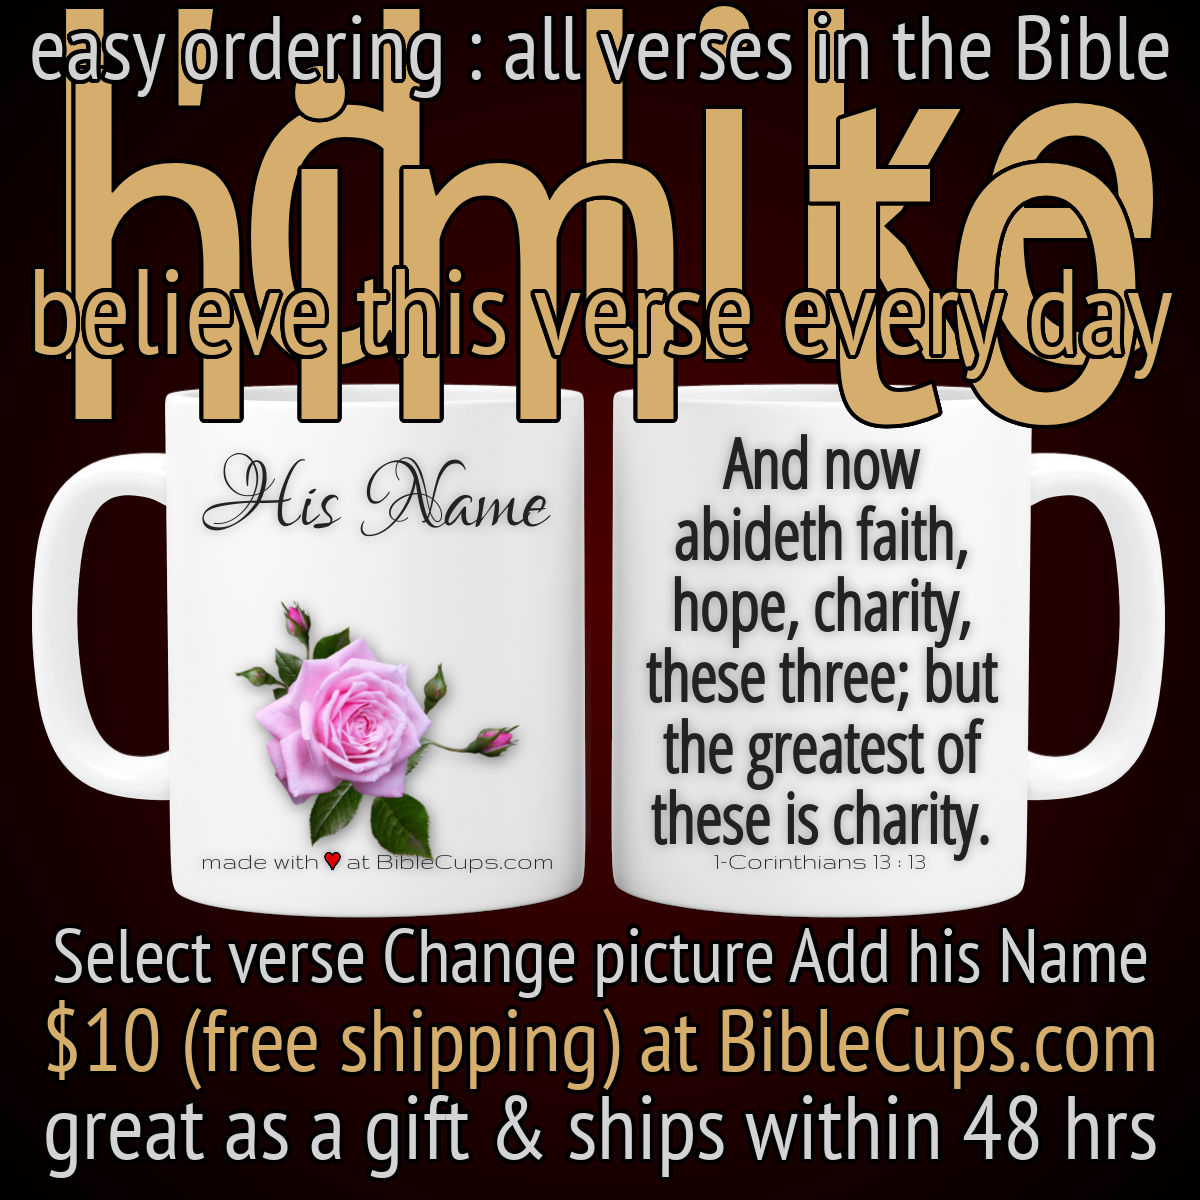 easy ordering : all verses in the Bible
I'd like
him to
believe this verse every day
His Name
made with ♥ at BibleCups.com
And now
abideth faith,
hope, charity,
these three; but
the greatest of
these is charity.
1-Corinthians 13 : 13
Select verse Change picture Add his Name
$10 (free shipping) at BibleCups.com
great as a gift & ships within 48 hrs